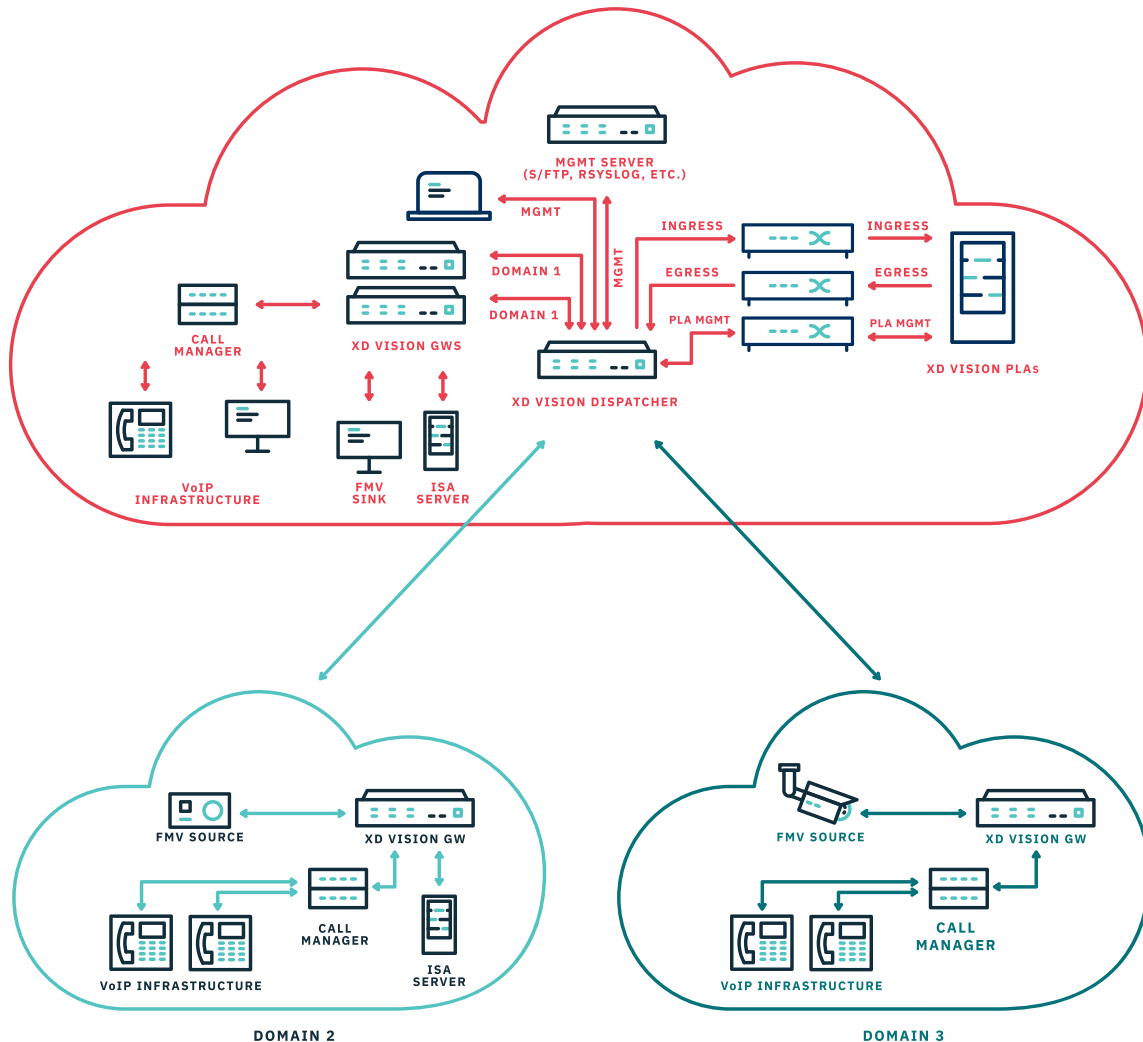 MGMT SERVER
(S/FTP, RSYSLOG, ETC.)
MGMT
MGMT
INGRESS
INGRESS
DOMAIN 1
EGRESS
EGRESS
DOMAIN 1
PLA MGMT
PLA MGMT
CALL
MANAGER
XD VISION GWS
XD VISION PLAs
XD VISION DISPATCHER
VoIP
INFRASTRUCTURE
FMV
SINK
ISA
SERVER
FMV SOURCE
XD VISION GW
CALL
MANAGER
ISA
SERVER
VoIP INFRASTRUCTURE
DOMAIN 2
FMV SOURCE
XD VISION GW
CALL
MANAGER
VoIP INFRASTRUCTURE
DOMAIN 3